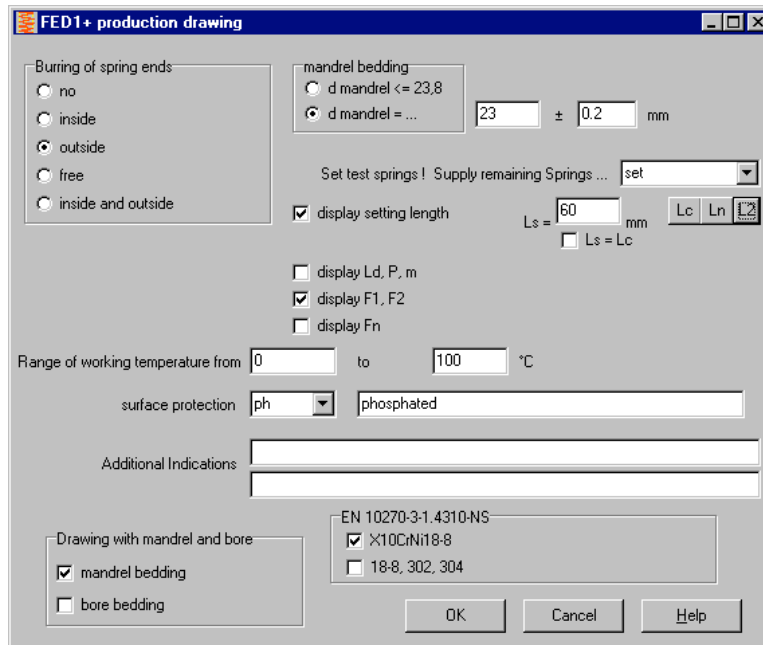 FED1+ production drawing
Burring of spring ends
no
inside
outside
free
inside and outside
mandrel bedding
d mandrel <= 23,8
d mandrel = ...
23 ± 0.2 mm
Set test springs ! Supply remaining Springs ... set
display setting length
Ls = 60 mm
Lc Ln L2
Ls = Lc
display Ld, P, m
display F1, F2
display Fn
Range of working temperature from 0 to 100 °C
surface protection ph phosphated
Additional Indications
Drawing with mandrel and bore
mandrel bedding
bore bedding
EN 10270-3-1.4310-NS
X10CrNi18-8
18-8, 302, 304
OK Cancel Help